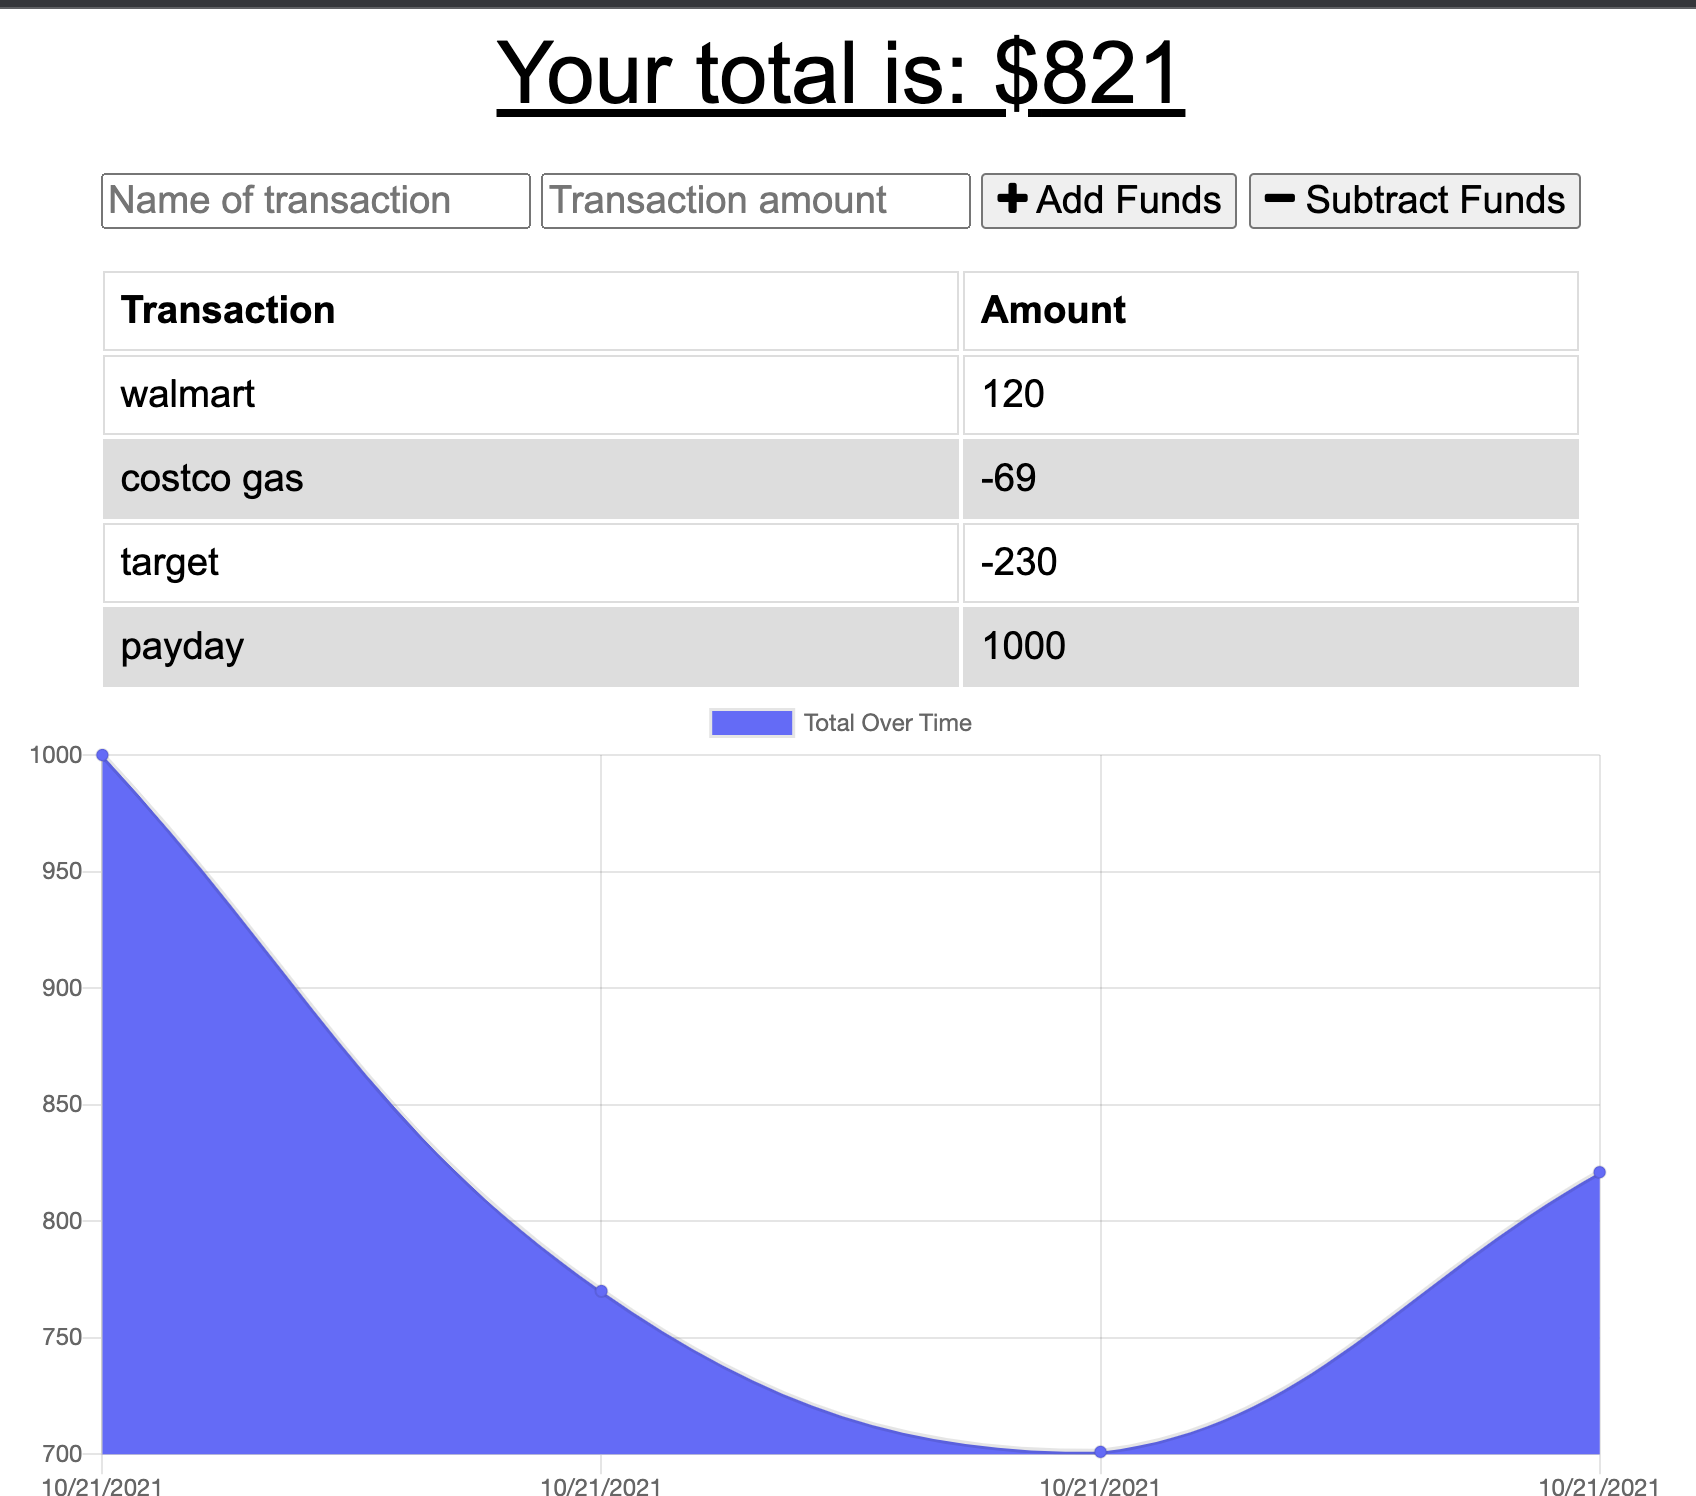 Your total is: $821
Name of transaction Transaction amount Add Funds Subtract Funds
Transaction Amount
walmart 120
costco gas -69
target -230
payday 1000
Total Over Time
1000
950
900
850
800
750
700
10/21/2021 10/21/2021 10/21/2021 10/21/2021